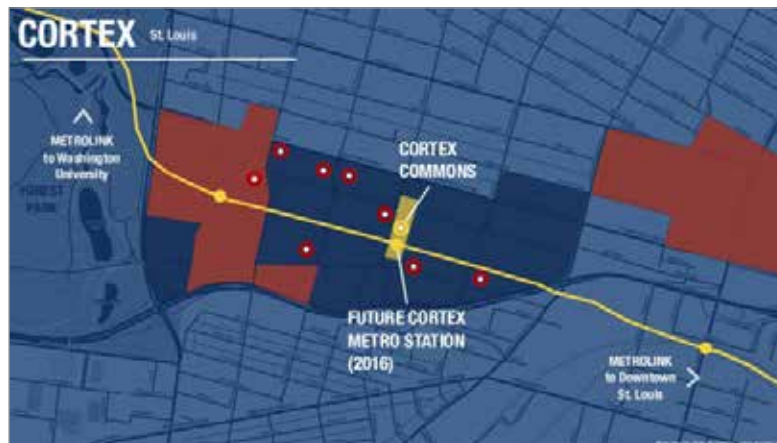 CORTEX St. Louis
METROLINK
to Washington
University
FOREST
PARK
CORTEX
COMMONS
FUTURE CORTEX
METRO STATION
(2016)
METROLINK
to Downtown
St. Louis